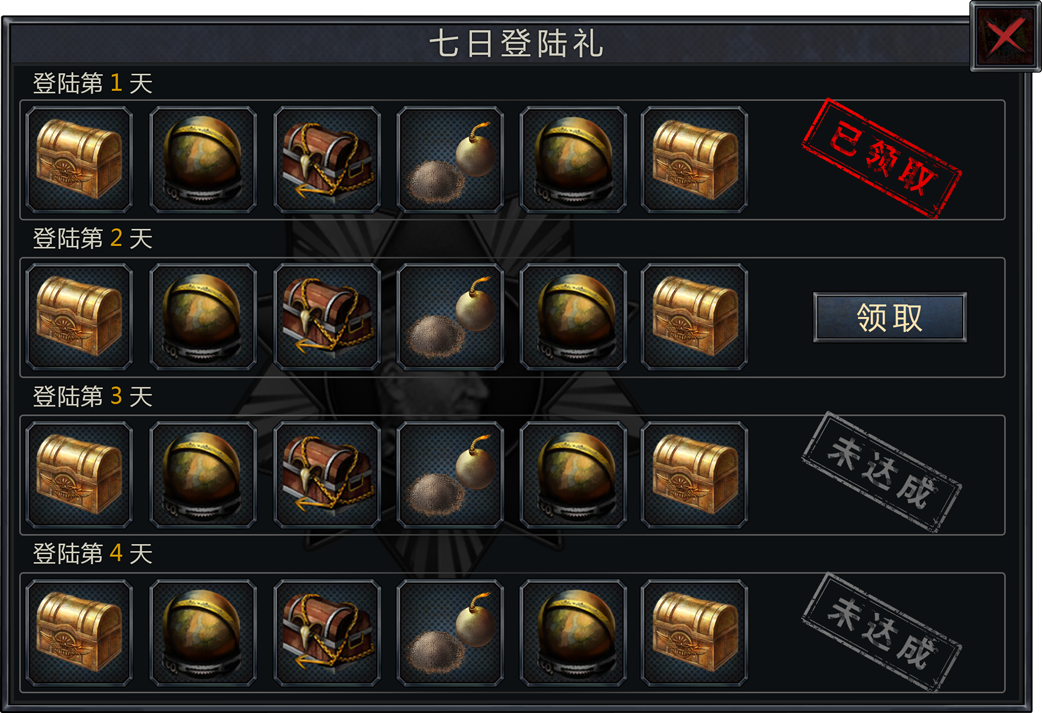 七日登陆礼
登陆第 1 天
已领取
登陆第 2 天
领取
登陆第 3 天
未达成
登陆第 4 天
未达成